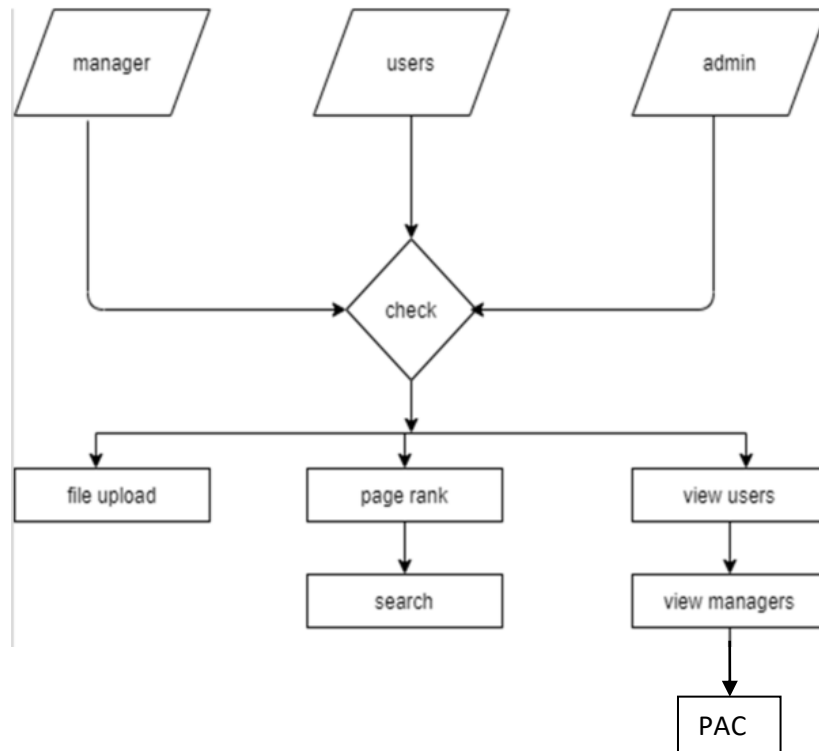 manager
users
admin
check
file upload
page rank
view users
search
view managers
PAC